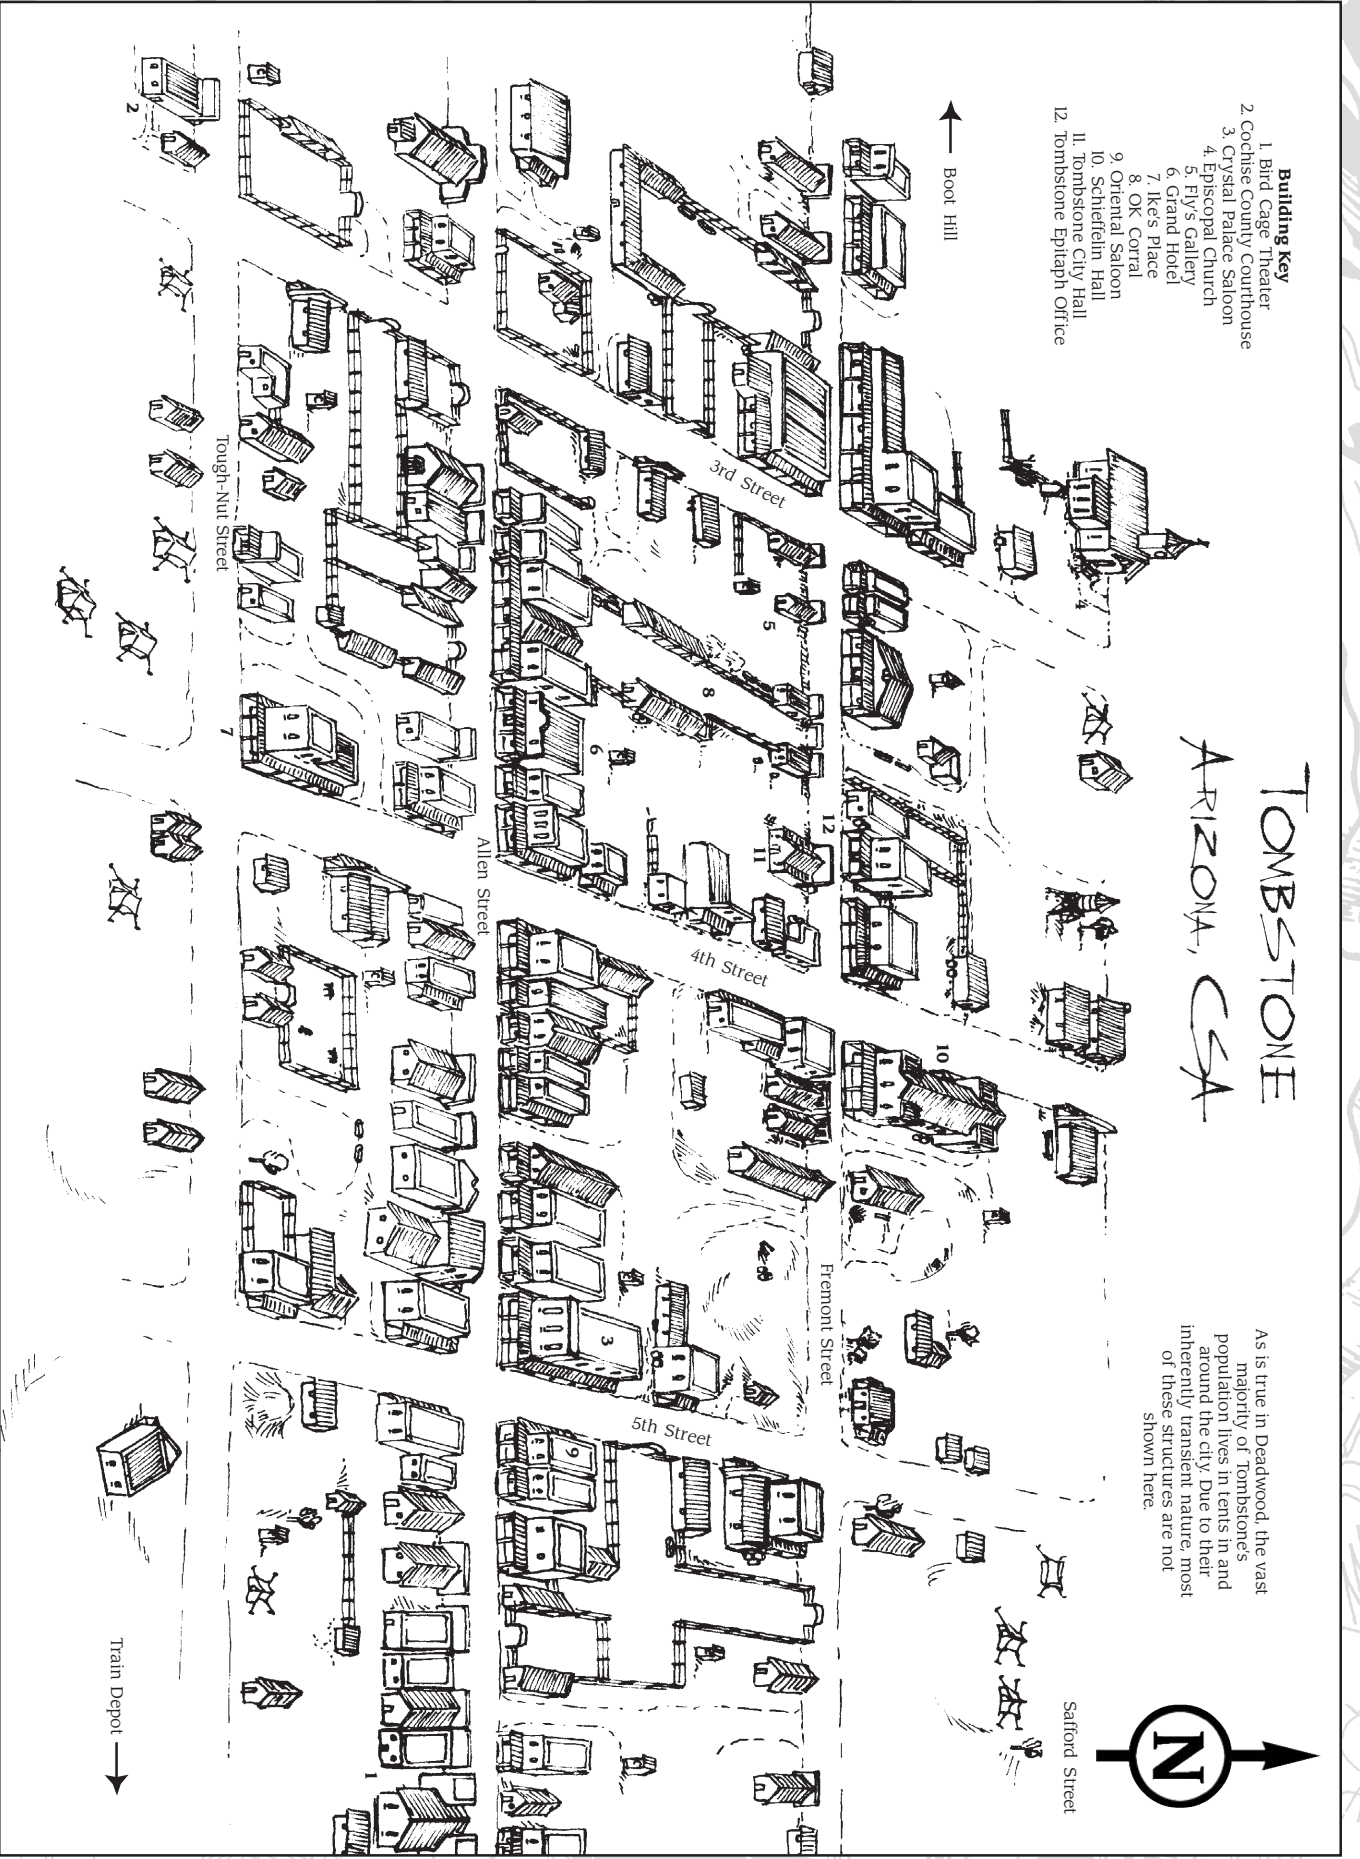 TOMBSTONE
ARIZONA, CSA
Building Key
1. Bird Cage Theater
2. Cochise County Courthouse
3. Crystal Palace Saloon
4. Episcopal Church
5. Fly's Gallery
6. Grand Hotel
7. Ike's Place
8. OK Corral
9. Oriental Saloon
10. Schieffelin Hall
11. Tombstone City Hall
12. Tombstone Epitaph Office
As is true in Deadwood, the vast
majority of Tombstone's
population lives in tents in and
around the city. Due to their
inherently transient nature, most
of these structures are not
shown here.
N
Boot Hill
Safford Street
4
10
12
Fremont Street
3rd Street
5
11
8
4th Street
6
3
5th Street
9
Allen Street
1
7
Tough-Nut Street
2
Train Depot